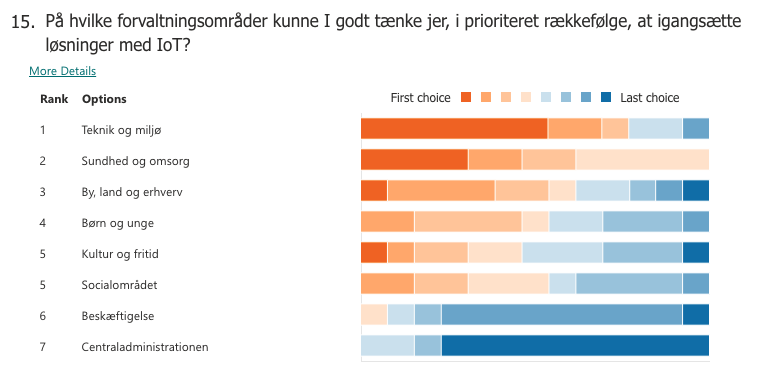 15. På hvilke forvaltningsområder kunne I godt tænke jer, i prioriteret rækkefølge, at igangsætte
løsninger med IoT?
More Details
Rank Options First choice Last choice
1 Teknik og miljø
2 Sundhed og omsorg
3 By, land og erhverv
4 Børn og unge
5 Kultur og fritid
5 Socialområdet
6 Beskæftigelse
7 Centraladministrationen